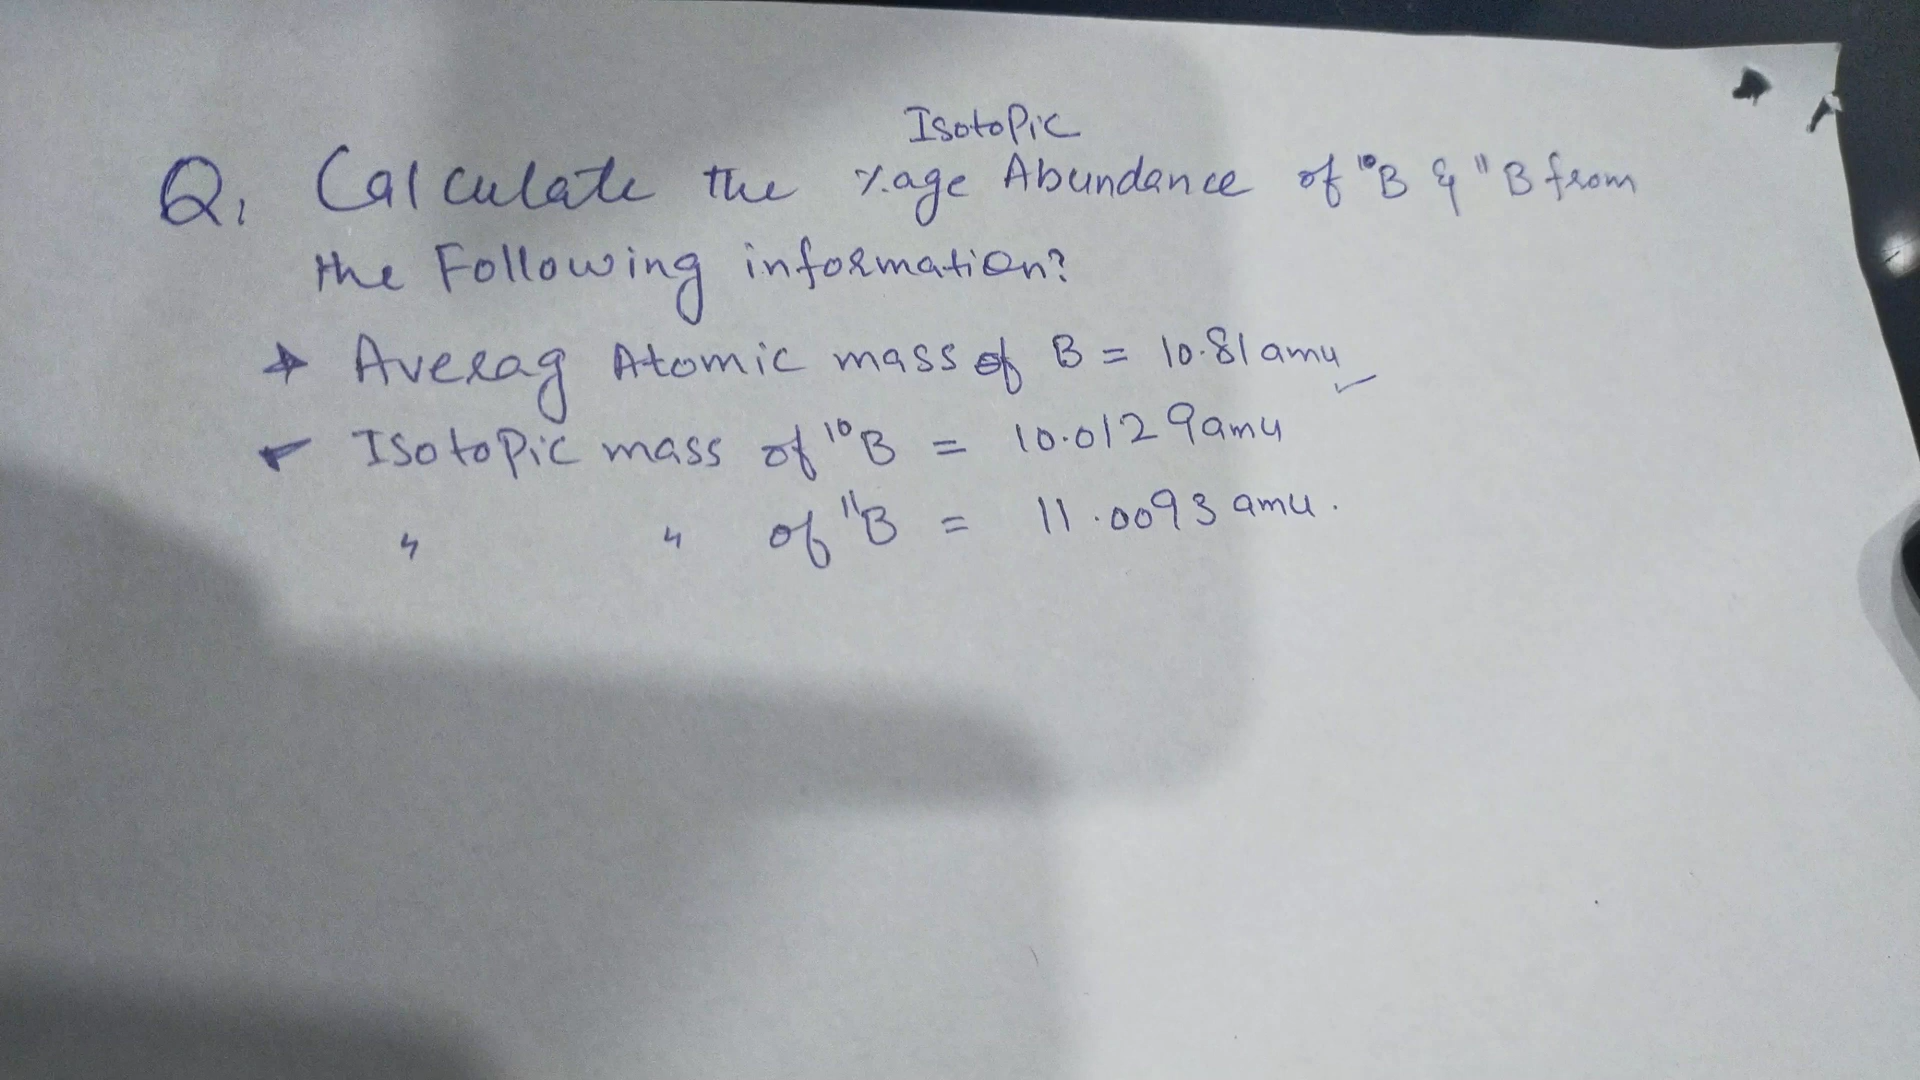 Isotopic
Q. Calculate the %age Abundance of ¹⁰B & ¹¹B from
the Following information?
Averag Atomic mass of B = 10.81 amu
Isotopic mass of ¹⁰B = 10.0129 amu
" " of ¹¹B = 11.0093 amu.